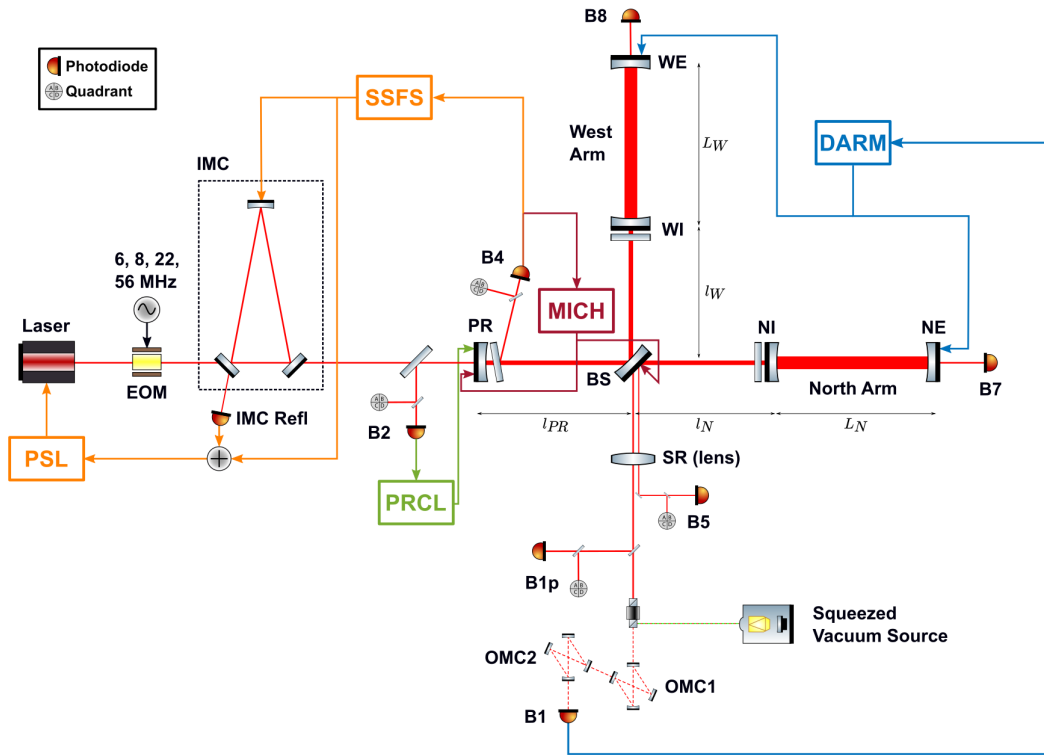 B8
WE
Photodiode
Quadrant
SSFS
West
Arm
L_W
DARM
IMC
WI
6, 8, 22,
56 MHz
B4
l_W
MICH
Laser
PR
NI
NE
EOM
BS
North Arm
B7
IMC Refl
B2
l_PR
l_N
L_N
PSL
SR (lens)
PRCL
B5
B1p
Squeezed
Vacuum Source
OMC2
OMC1
B1